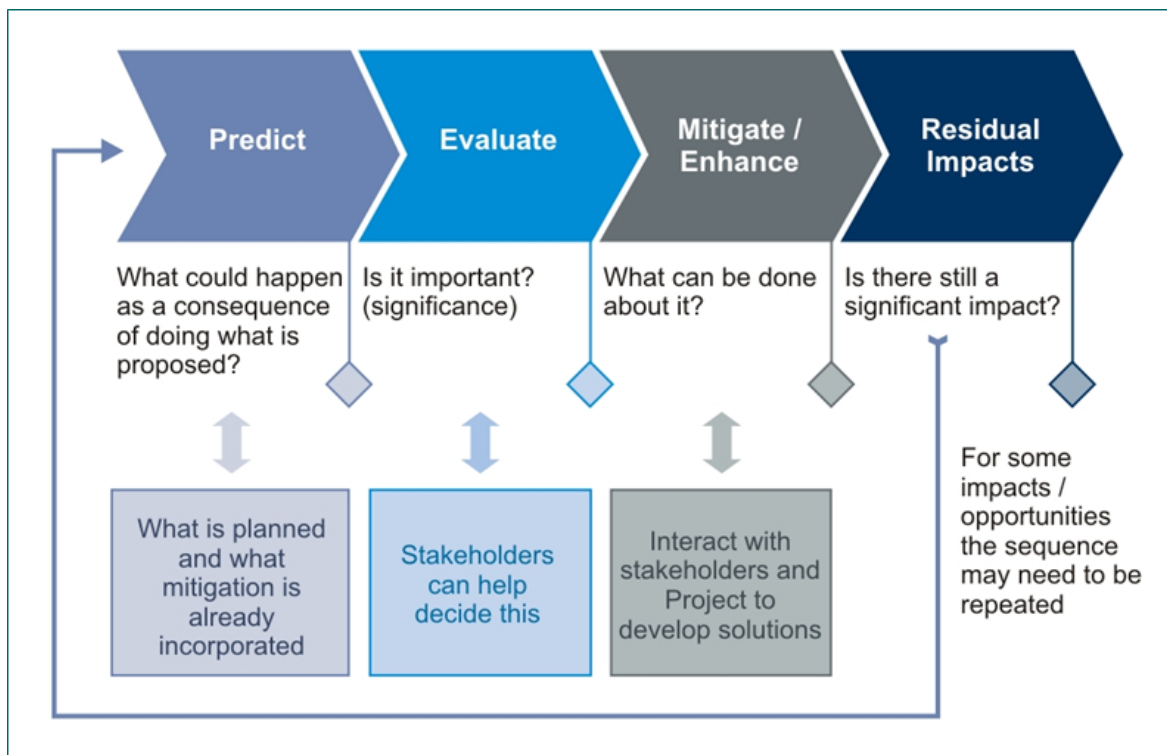 Predict
Evaluate
Mitigate /
Enhance
Residual
Impacts
What could happen
as a consequence
of doing what is
proposed?
Is it important?
(significance)
What can be done
about it?
Is there still a
significant impact?
What is planned
and what
mitigation is
already
incorporated
Stakeholders
can help
decide this
Interact with
stakeholders and
Project to
develop solutions
For some
impacts /
opportunities
the sequence
may need to be
repeated